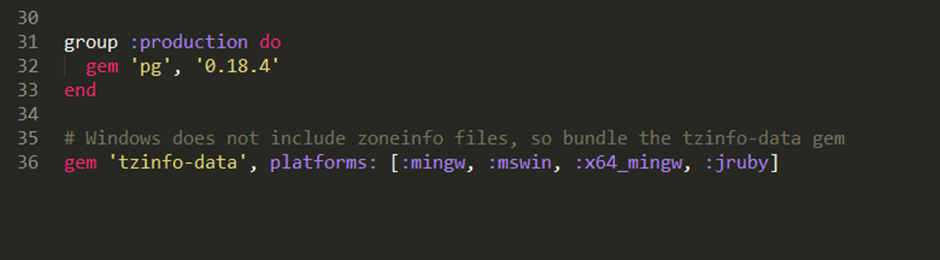 30
31 group :production do
32 gem 'pg', '0.18.4'
33 end
34
35 # Windows does not include zoneinfo files, so bundle the tzinfo-data gem
36 gem 'tzinfo-data', platforms: [:mingw, :mswin, :x64_mingw, :jruby]